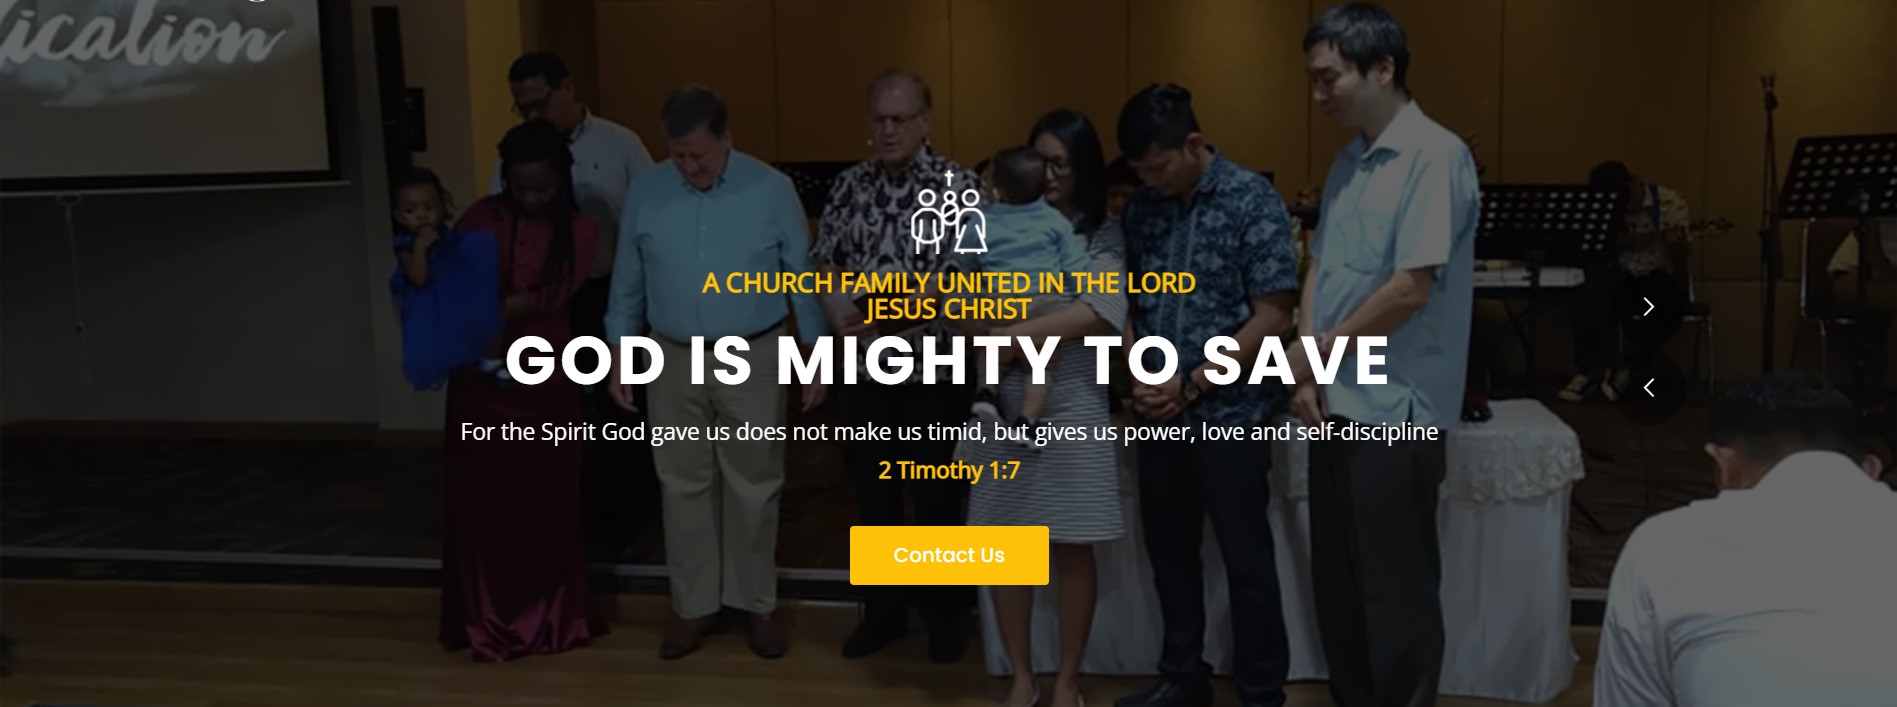 ication
A CHURCH FAMILY UNITED IN THE LORD
JESUS CHRIST
GOD IS MIGHTY TO SAVE
For the Spirit God gave us does not make us timid, but gives us power, love and self-discipline
2 Timothy 1:7
Contact Us